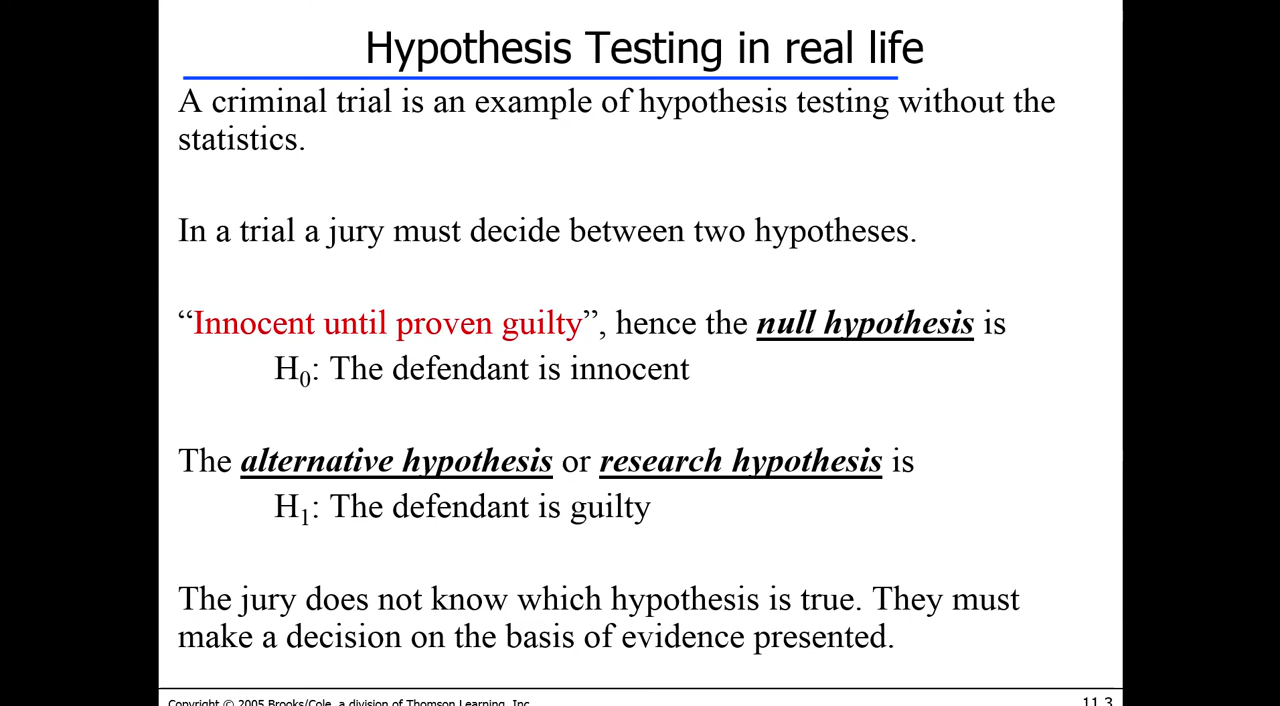 Hypothesis Testing in real life
A criminal trial is an example of hypothesis testing without the
statistics.
In a trial a jury must decide between two hypotheses.
“Innocent until proven guilty”, hence the null hypothesis is
H₀: The defendant is innocent
The alternative hypothesis or research hypothesis is
H₁: The defendant is guilty
The jury does not know which hypothesis is true. They must
make a decision on the basis of evidence presented.
Copyright © 2005 Brooks/Cole, a division of Thomson Learning, Inc.
11.3